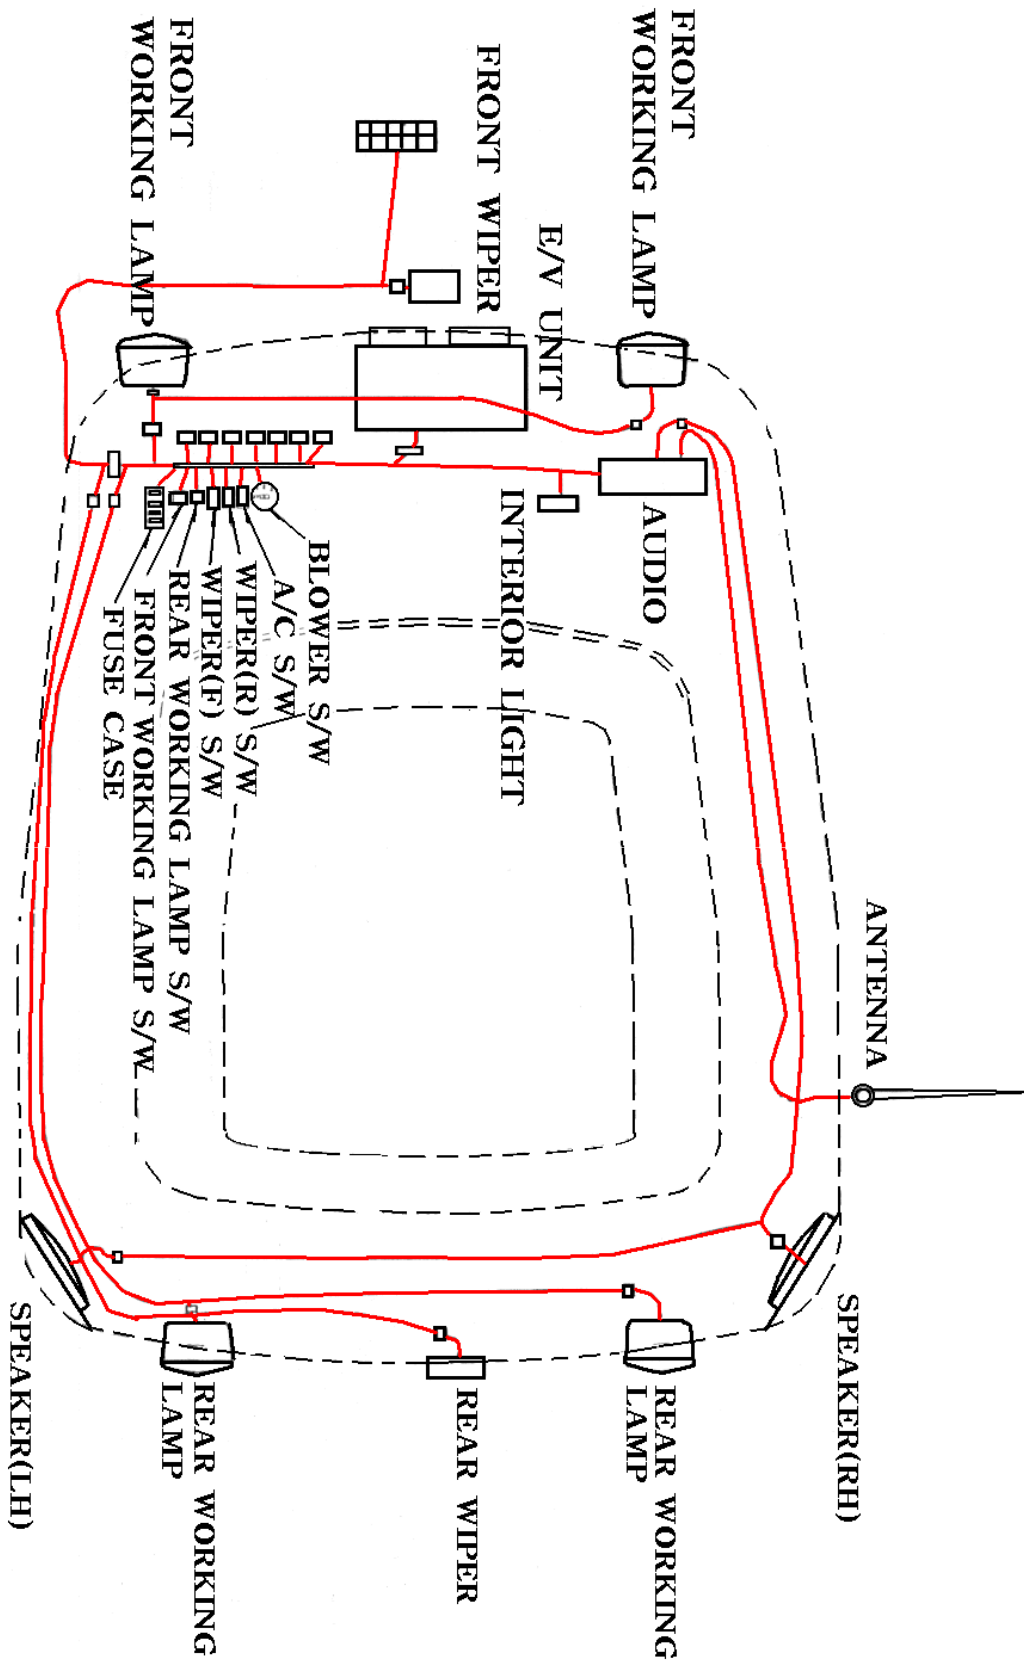 FRONT
WORKING LAMP
FRONT WIPER
E/V UNIT
FRONT
WORKING LAMP
AUDIO
INTERIOR LIGHT
BLOWER S/W
A/C S/W
WIPER(R) S/W
WIPER(F) S/W
REAR WORKING LAMP S/W
FRONT WORKING LAMP S/W
FUSE CASE
ANTENNA
SPEAKER(RH)
REAR WORKING
LAMP
REAR WIPER
REAR WORKING
LAMP
SPEAKER(LH)